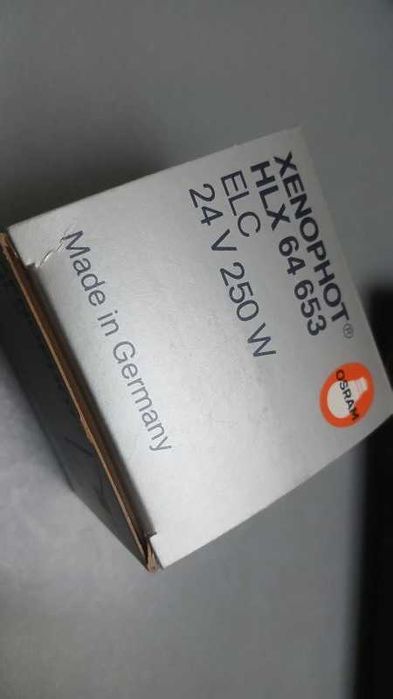 XENOPHOT®
HLX 64 653
ELC
24 V 250 W
OSRAM
Made in Germany